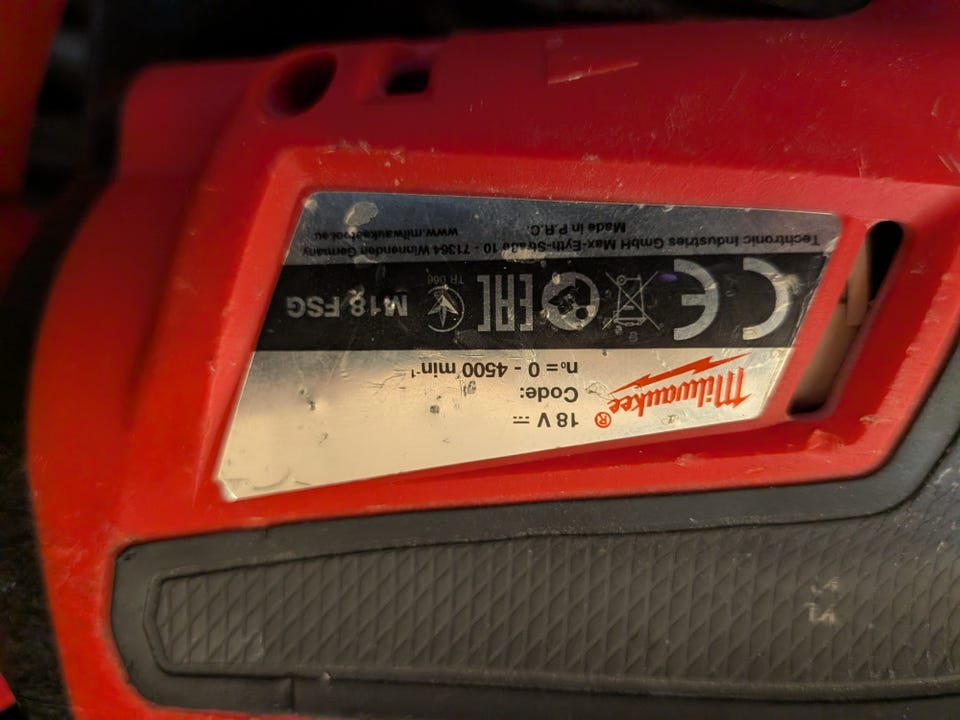 Milwaukee®
18 V ⎓
Code:
n₀ = 0 - 4500 min⁻¹
CE EAC M18 FSG
Techtronic Industries GmbH Max-Eyth-Straße 10 - 71364 Winnenden Germany
Made in P.R.C. www.milwaukeetool.eu